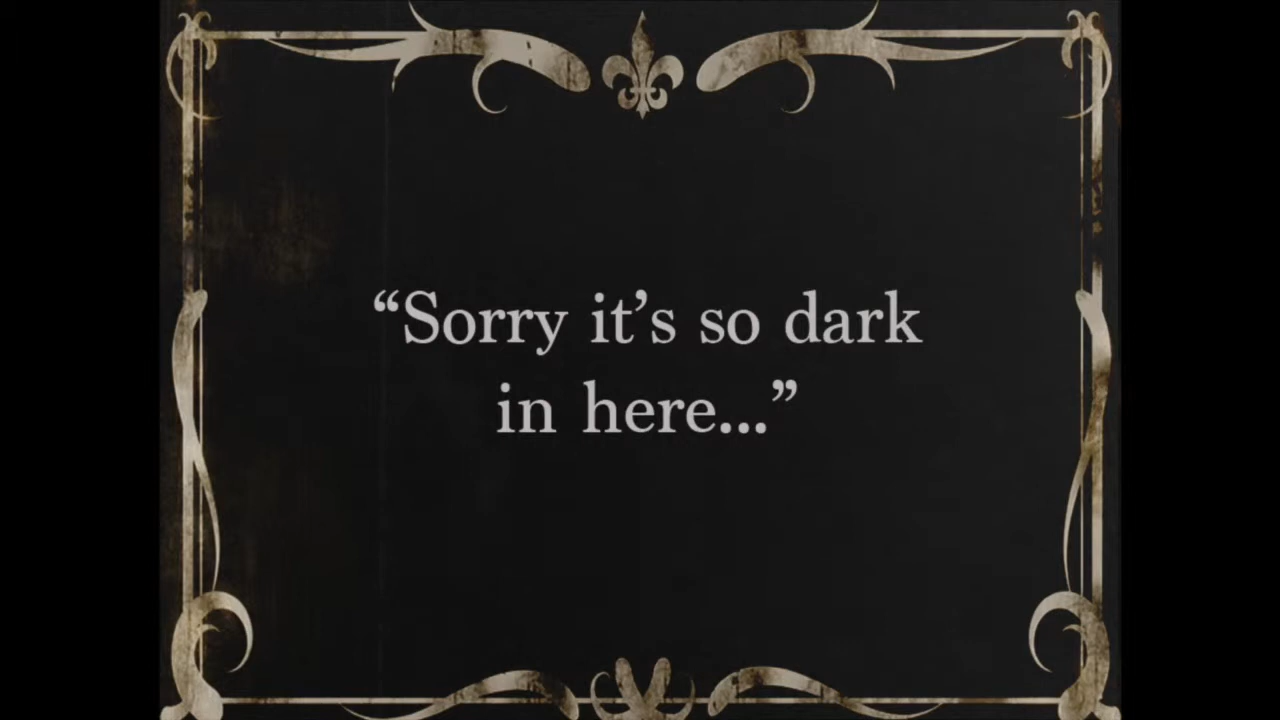 “Sorry it’s so dark
in here...”